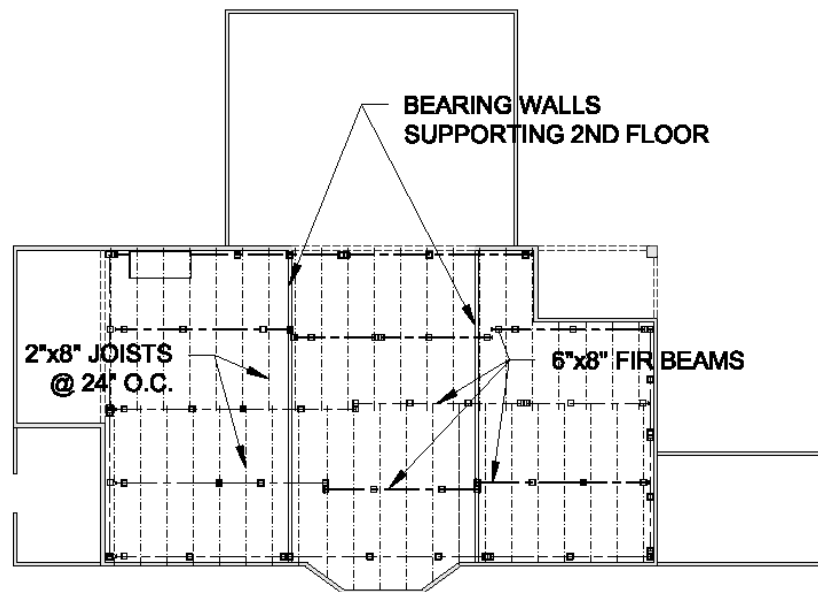 BEARING WALLS
SUPPORTING 2ND FLOOR
2"x8" JOISTS
@ 24" O.C.
6"x8" FIR BEAMS